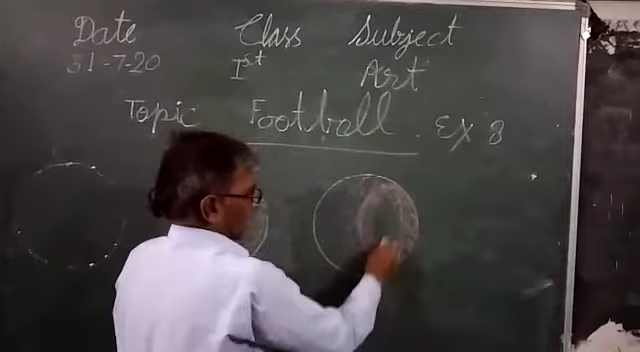 Date Class Subject
31-7-20 Ist Art
Topic Football. Ex 8